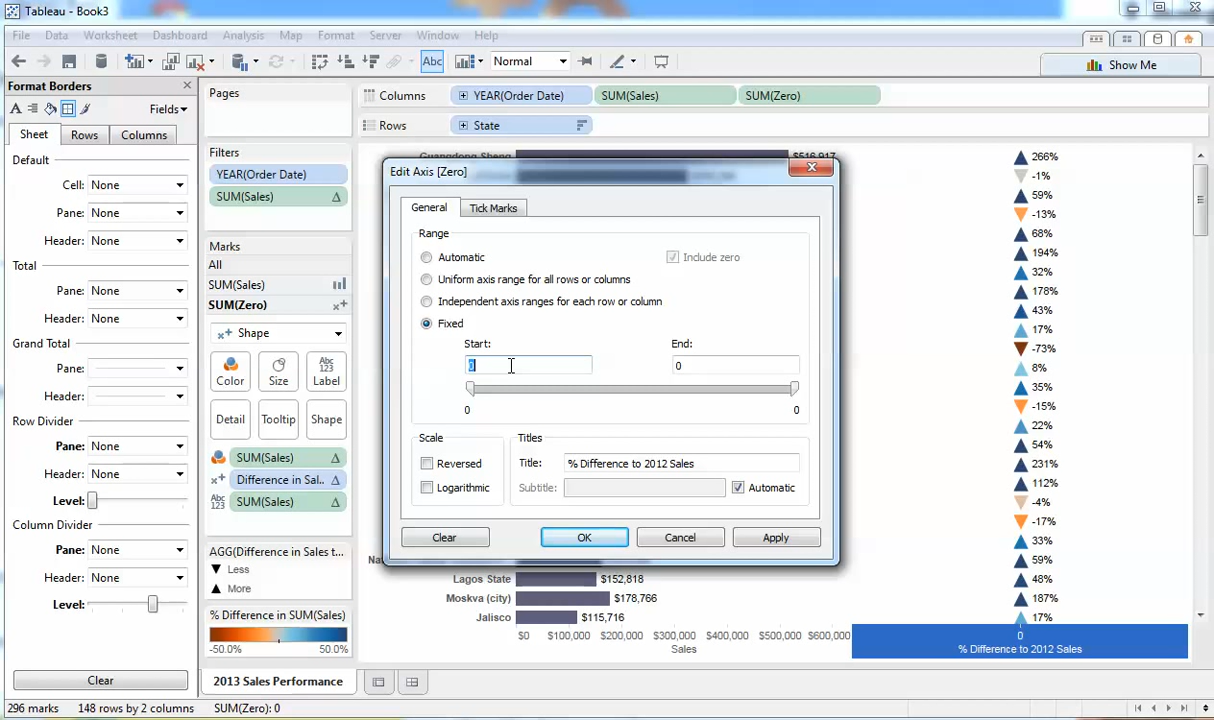 Tableau - Book3
File Data Worksheet Dashboard Analysis Map Format Server Window Help
Abc Normal Show Me
Format Borders
Fields
Sheet Rows Columns
Default
Cell: None
Pane: None
Header: None
Total
Pane: None
Header: None
Grand Total
Pane:
Header:
Row Divider
Pane: None
Header: None
Level:
Column Divider
Pane: None
Header: None
Level:
Clear
Pages
Filters
YEAR(Order Date)
SUM(Sales)
Marks
All
SUM(Sales)
SUM(Zero)
Shape
Color Size Abc 123 Label
Detail Tooltip Shape
SUM(Sales)
Difference in Sal..
Abc 123 SUM(Sales)
AGG(Difference in Sales t...
Less
More
% Difference in SUM(Sales)
-50.0% 50.0%
Columns YEAR(Order Date) SUM(Sales) SUM(Zero)
Rows State
Guangdong Sheng $516,917
Edit Axis [Zero]
General Tick Marks
Range
Automatic Include zero
Uniform axis range for all rows or columns
Independent axis ranges for each row or column
Fixed
Start: End:
0 0
0 0
Scale
Reversed
Logarithmic
Titles
Title: % Difference to 2012 Sales
Subtitle: Automatic
Clear OK Cancel Apply
Lagos State $152,818
Moskva (city) $178,766
Jalisco $115,716
$0 $100,000 $200,000 $300,000 $400,000 $500,000 $600,000
Sales
266%
-1%
59%
-13%
68%
194%
32%
178%
43%
17%
-73%
8%
35%
-15%
22%
54%
231%
112%
-4%
-17%
33%
59%
48%
187%
17%
0
% Difference to 2012 Sales
2013 Sales Performance
296 marks 148 rows by 2 columns SUM(Zero): 0